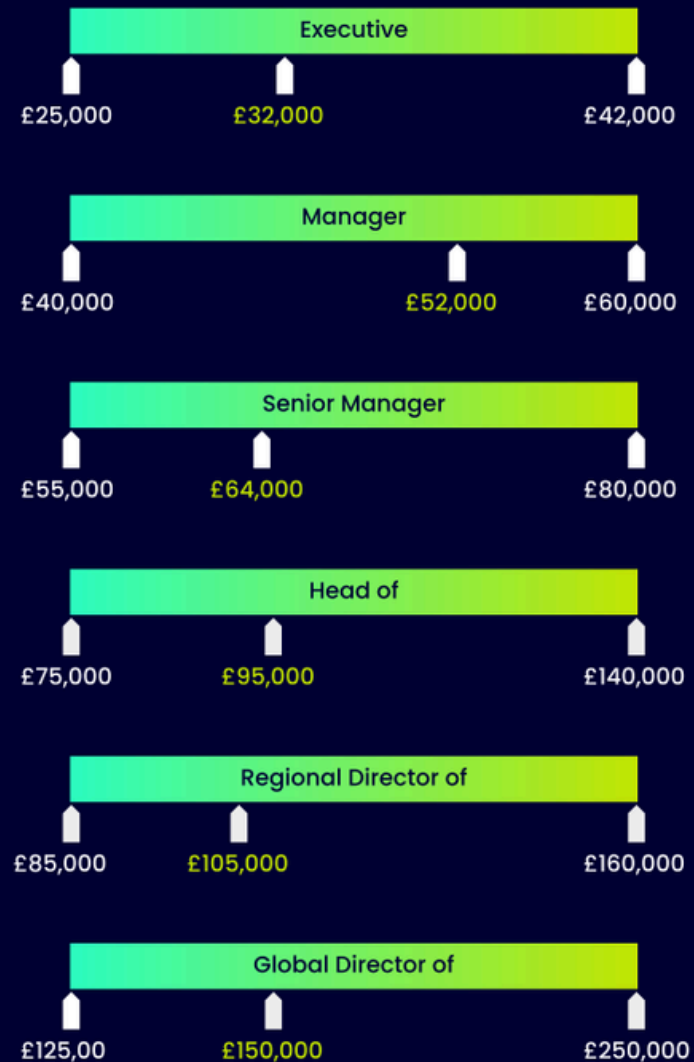 Executive
£25,000 £32,000 £42,000
Manager
£40,000 £52,000 £60,000
Senior Manager
£55,000 £64,000 £80,000
Head of
£75,000 £95,000 £140,000
Regional Director of
£85,000 £105,000 £160,000
Global Director of
£125,00 £150,000 £250,000